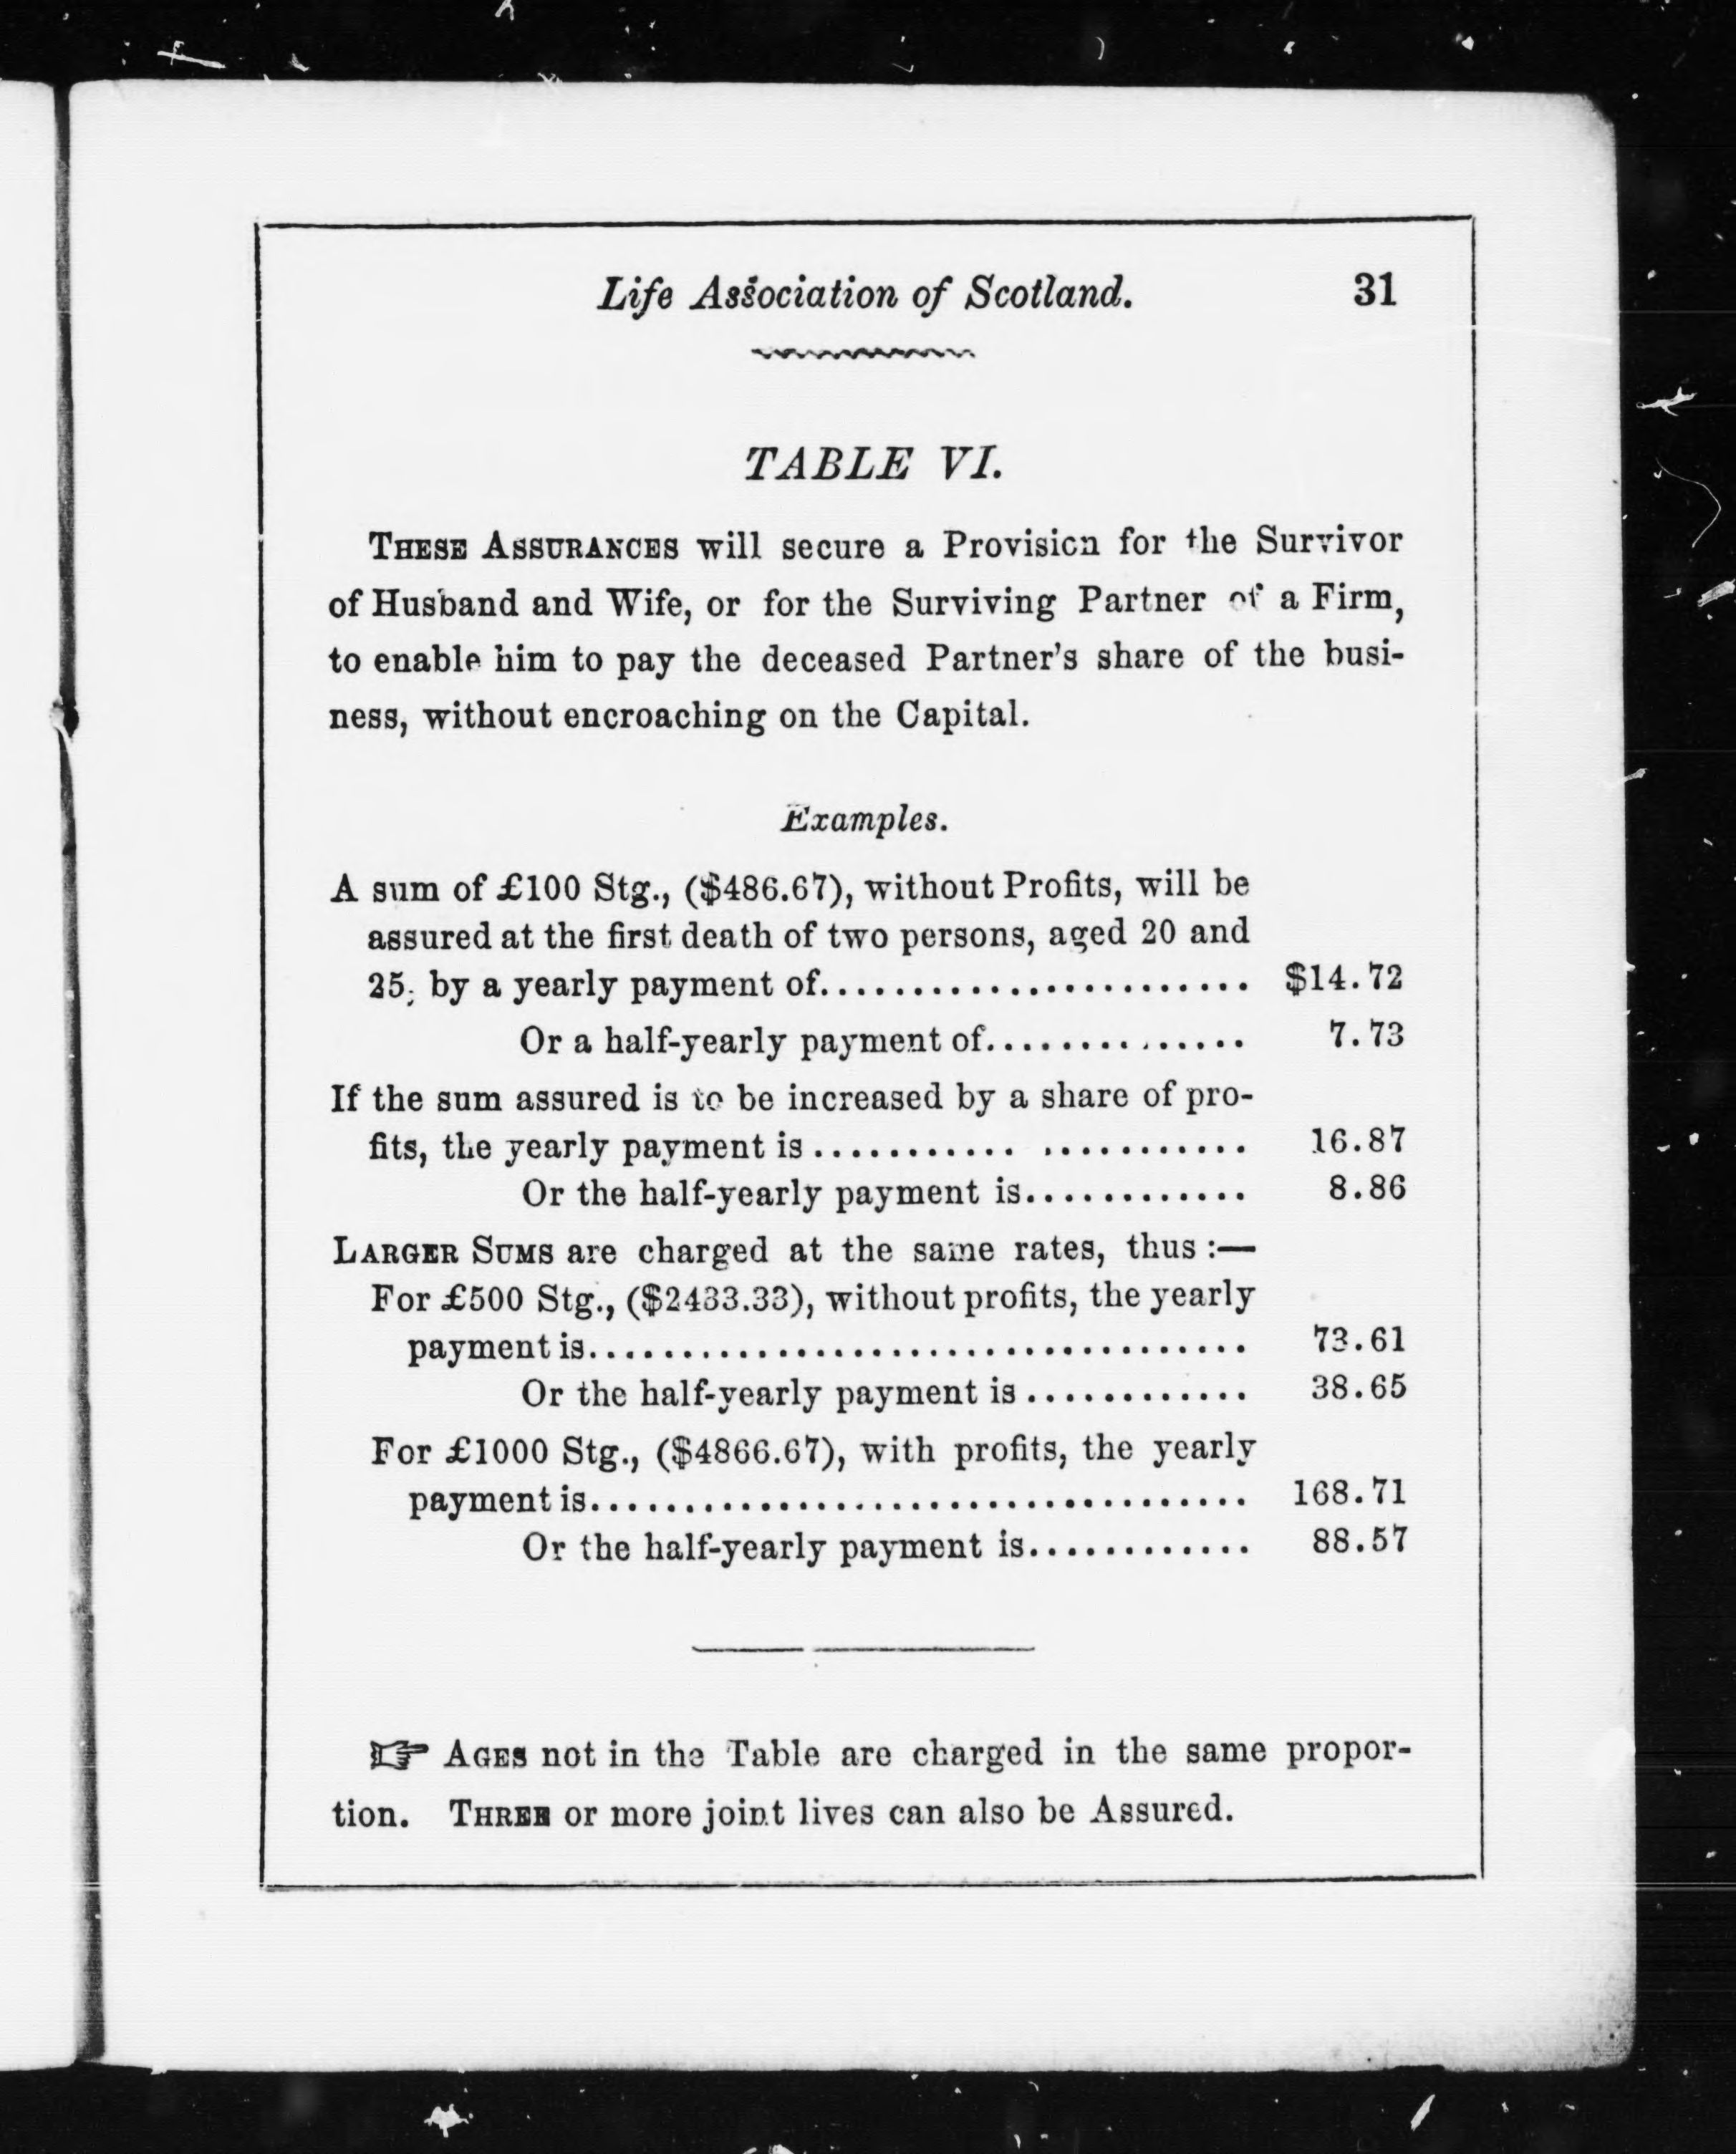 Life Association of Scotland. 31
TABLE VI.
THESE ASSURANCES will secure a Provision for the Survivor
of Husband and Wife, or for the Surviving Partner of a Firm,
to enable him to pay the deceased Partner's share of the busi-
ness, without encroaching on the Capital.
Examples.
A sum of £100 Stg., ($486.67), without Profits, will be
assured at the first death of two persons, aged 20 and
25, by a yearly payment of........................ $14.72
Or a half-yearly payment of............... 7.73
If the sum assured is to be increased by a share of pro-
fits, the yearly payment is ........... ........... 16.87
Or the half-yearly payment is............ 8.86
LARGER SUMS are charged at the same rates, thus :—
For £500 Stg., ($2433.33), without profits, the yearly
payment is.................................... 73.61
Or the half-yearly payment is ............ 38.65
For £1000 Stg., ($4866.67), with profits, the yearly
payment is.................................... 168.71
Or the half-yearly payment is............ 88.57
☞ AGES not in the Table are charged in the same propor-
tion. THREE or more joint lives can also be Assured.